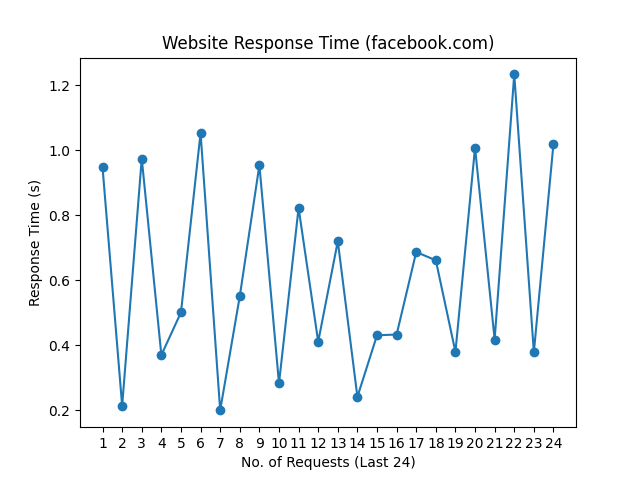 Website Response Time (facebook.com)
1.2
1.0
0.8
0.6
0.4
0.2
Response Time (s)
1 2 3 4 5 6 7 8 9 10 11 12 13 14 15 16 17 18 19 20 21 22 23 24
No. of Requests (Last 24)